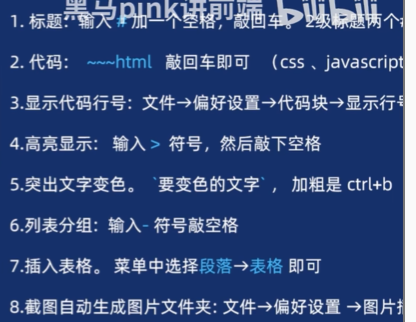 黑马pink讲前端 bilibili
1. 标题：输入 # 加一个空格，敲回车。 2级标题两个#
2. 代码： ~~~html 敲回车即可 （css 、javascript
3.显示代码行号：文件→偏好设置→代码块→显示行号
4.高亮显示： 输入 > 符号，然后敲下空格
5.突出文字变色。 `要变色的文字` ， 加粗是 ctrl+b
6.列表分组：输入- 符号敲空格
7.插入表格。 菜单中选择段落→表格 即可
8.截图自动生成图片文件夹: 文件→偏好设置 →图片插